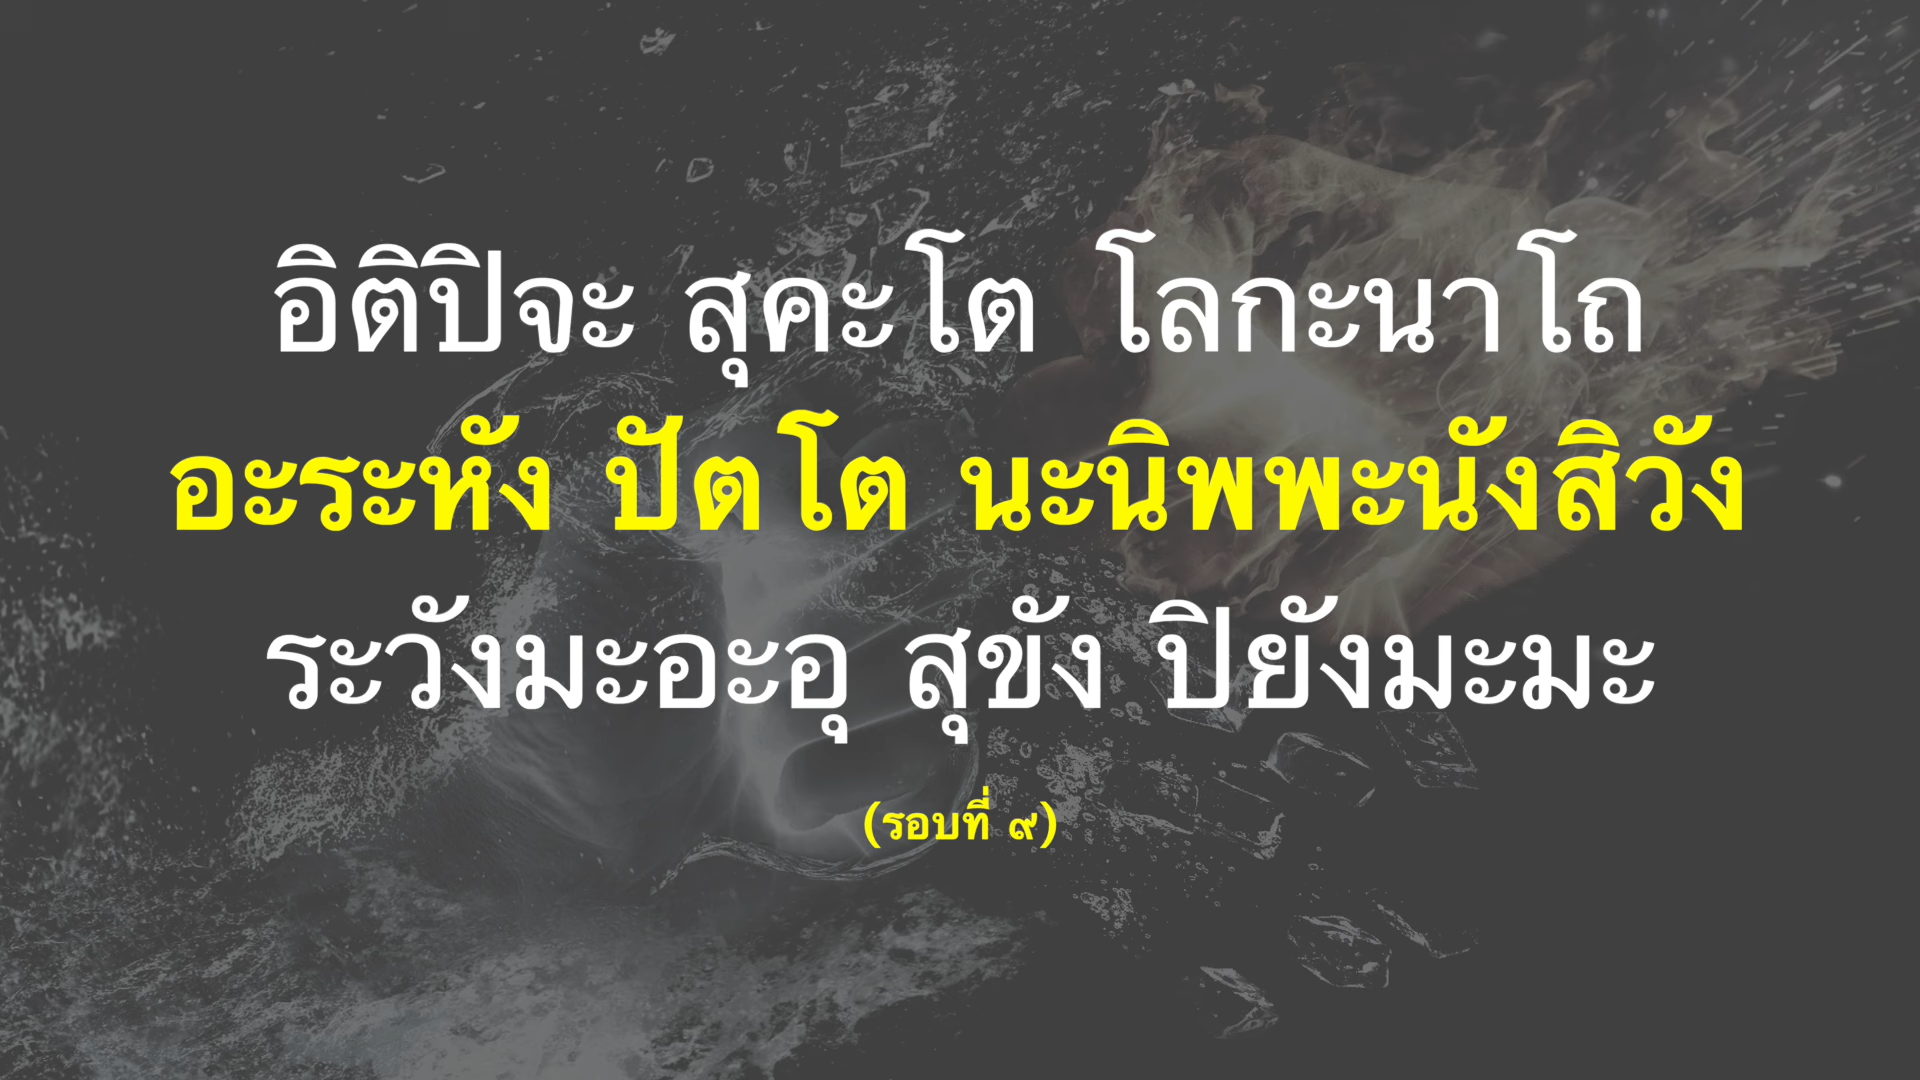 อิติปิจะ สุคะโต โลกะนาโถ
อะระหัง ปัตโต นะนิพพะนังสิวัง
ระวังมะอะอุ สุขัง ปิยังมะมะ
(รอบที่ ๙)